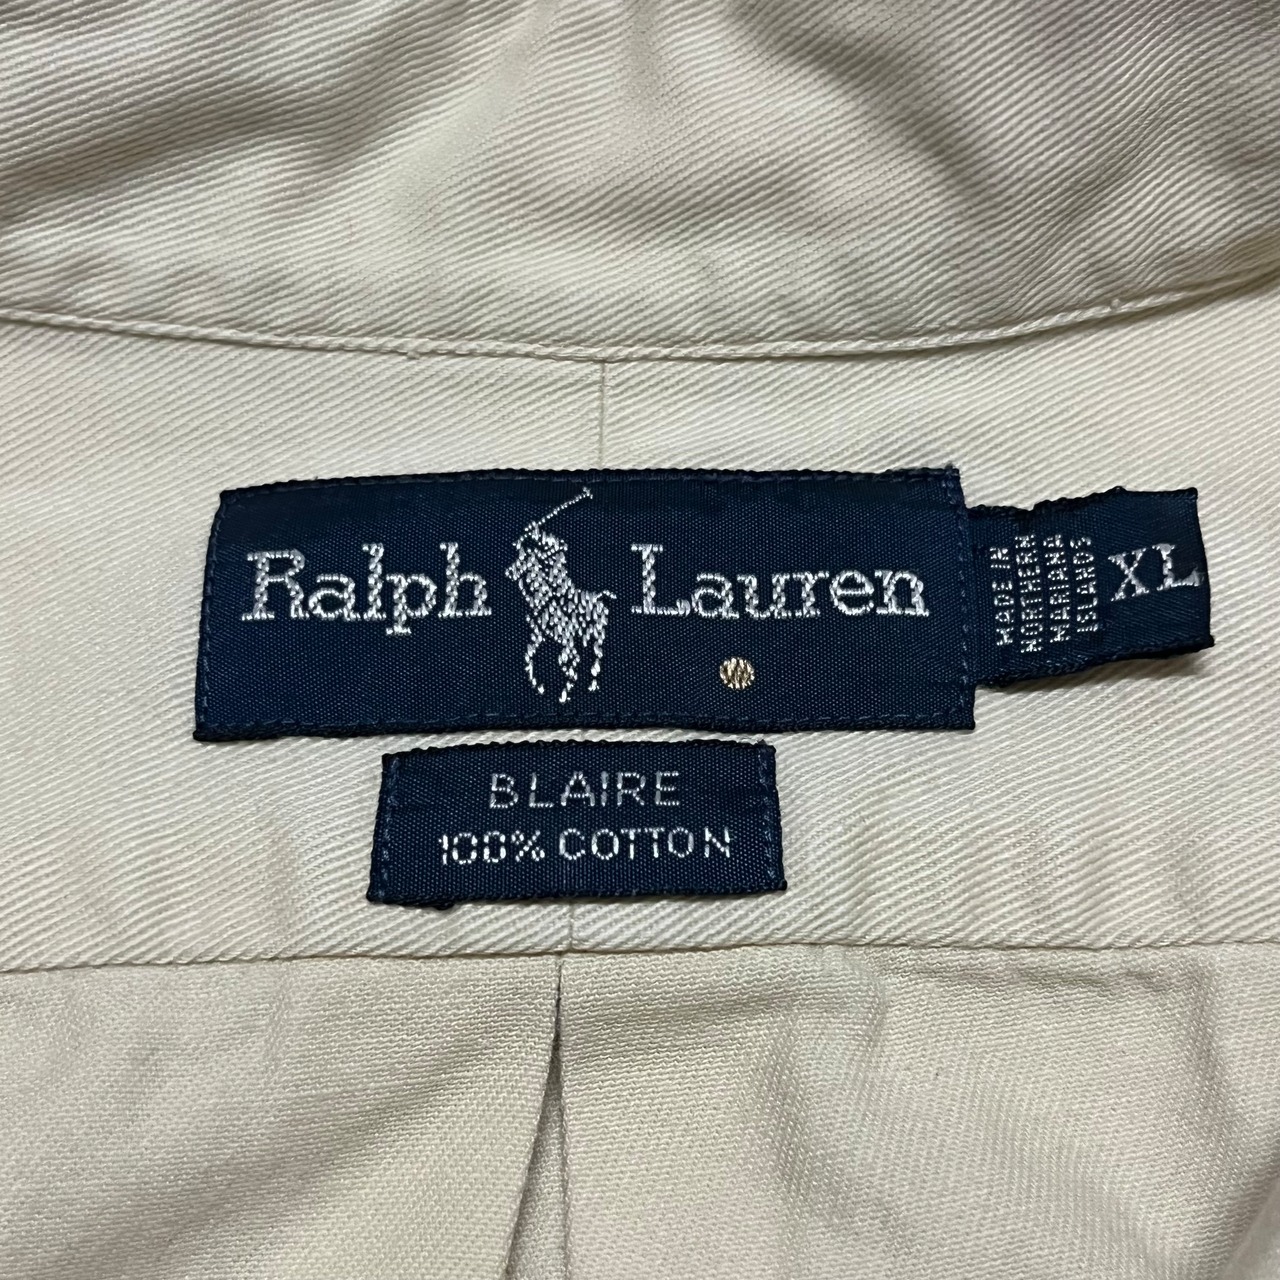 Ralph Lauren
MADE IN
NORTHERN
MARIANA
ISLANDS
XL
BLAIRE
100% COTTON